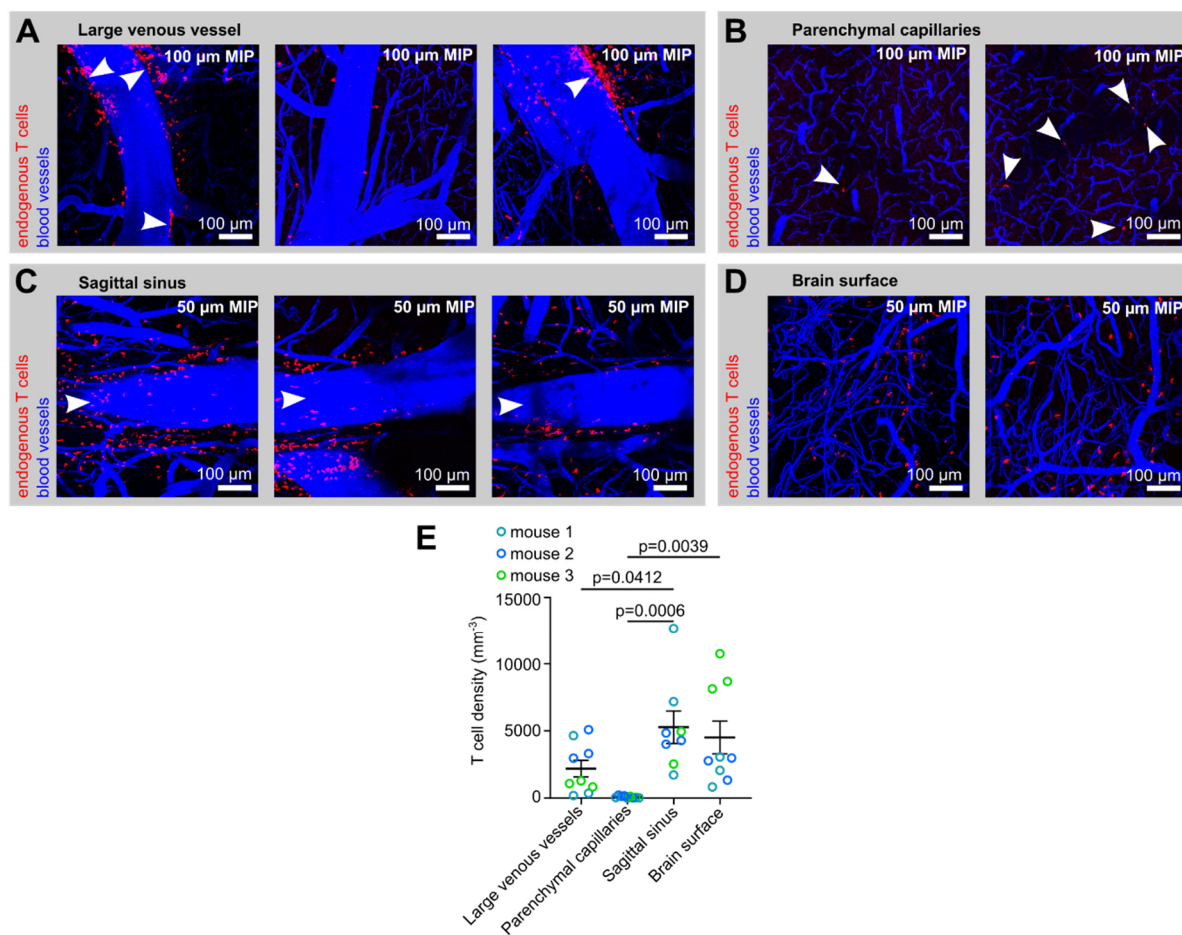 A Large venous vessel
endogenous T cells
blood vessels
100 µm MIP
100 µm
100 µm MIP
100 µm
100 µm MIP
100 µm
B Parenchymal capillaries
endogenous T cells
blood vessels
100 µm MIP
100 µm
100 µm MIP
100 µm
C Sagittal sinus
endogenous T cells
blood vessels
50 µm MIP
100 µm
50 µm MIP
100 µm
50 µm MIP
100 µm
D Brain surface
endogenous T cells
blood vessels
50 µm MIP
100 µm
50 µm MIP
100 µm
E
mouse 1
mouse 2
mouse 3
p=0.0039
p=0.0412
p=0.0006
T cell density (mm⁻³)
15000
10000
5000
0
Large venous vessels
Parenchymal capillaries
Sagittal sinus
Brain surface